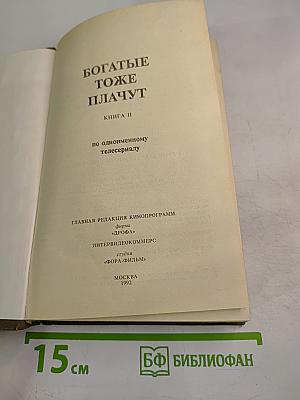 БОГАТЫЕ
ТОЖЕ
ПЛАЧУТ
КНИГА II
по одноименному
телесериалу
ГЛАВНАЯ РЕДАКЦИЯ КИНОПРОГРАММ
фирма
«ДРОФА»
ИНТЕРВИДЕОКОММЕРС
студия
«ФОРА-ФИЛЬМ»
МОСКВА
1992
15 см
БФ БИБЛИОФАН